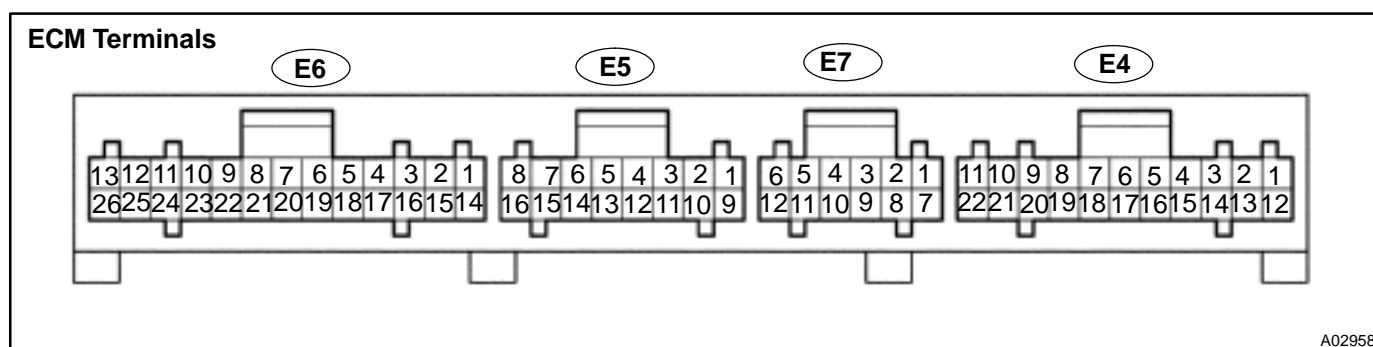 ECM Terminals
E6 E5 E7 E4
13 12 11 10 9 8 7 6 5 4 3 2 1 8 7 6 5 4 3 2 1 6 5 4 3 2 1 11 10 9 8 7 6 5 4 3 2 1
26 25 24 23 22 21 20 19 18 17 16 15 14 16 15 14 13 12 11 10 9 12 11 10 9 8 7 22 21 20 19 18 17 16 15 14 13 12
A02958